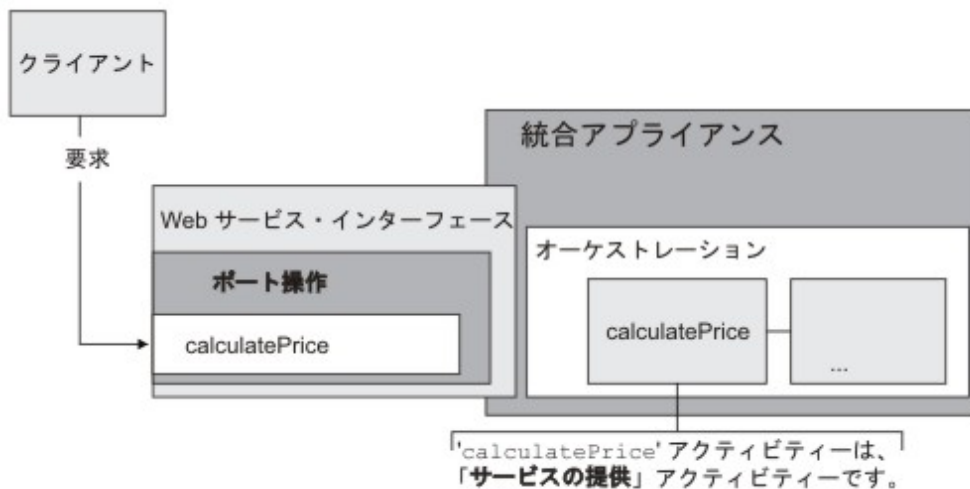 クライアント
要求
統合アプライアンス
Web サービス・インターフェース
オーケストレーション
ポート操作
calculatePrice
calculatePrice
...
'calculatePrice' アクティビティーは、
「サービスの提供」アクティビティーです。